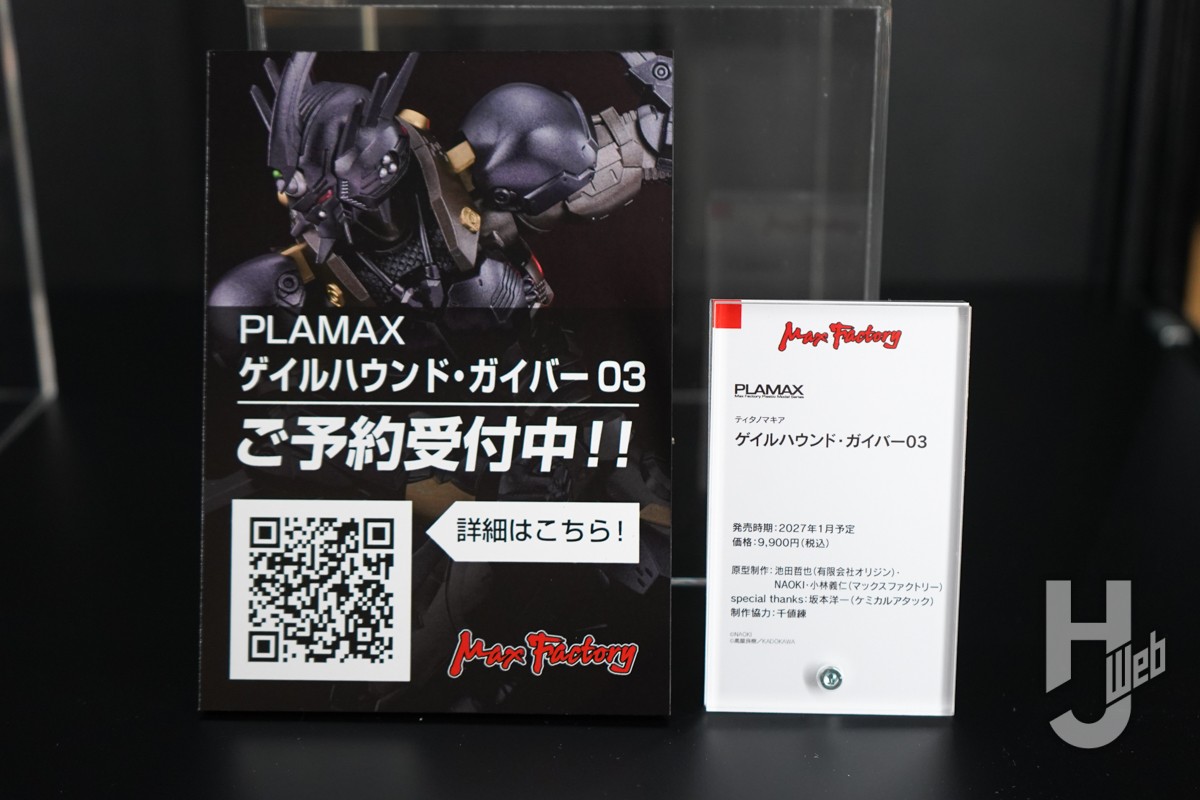 PLAMAX
ゲイルハウンド・ガイバー 03
ご予約受付中!!
詳細はこちら!
Max Factory
Max Factory
PLAMAX
Max Factory Plastic Model Series
ティタノマキア
ゲイルハウンド・ガイバー03
発売時期:2027年1月予定
価格:9,900円(税込)
原型制作:池田哲也(有限会社オリジン)・
NAOKI・小林義仁(マックスファクトリー)
special thanks:坂本洋一(ケミカルアタック)
制作協力:千値練
©NAOKI
©高屋良樹/KADOKAWA
HJ Web